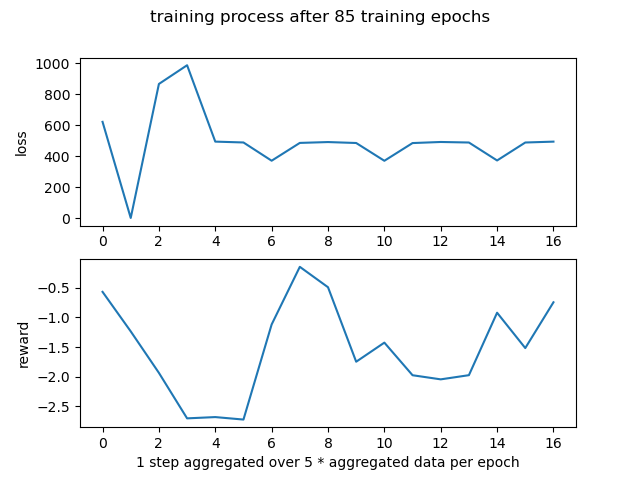 training process after 85 training epochs
1000
800
600
400
200
0
loss
0 2 4 6 8 10 12 14 16
−0.5
−1.0
−1.5
−2.0
−2.5
reward
0 2 4 6 8 10 12 14 16
1 step aggregated over 5 * aggregated data per epoch